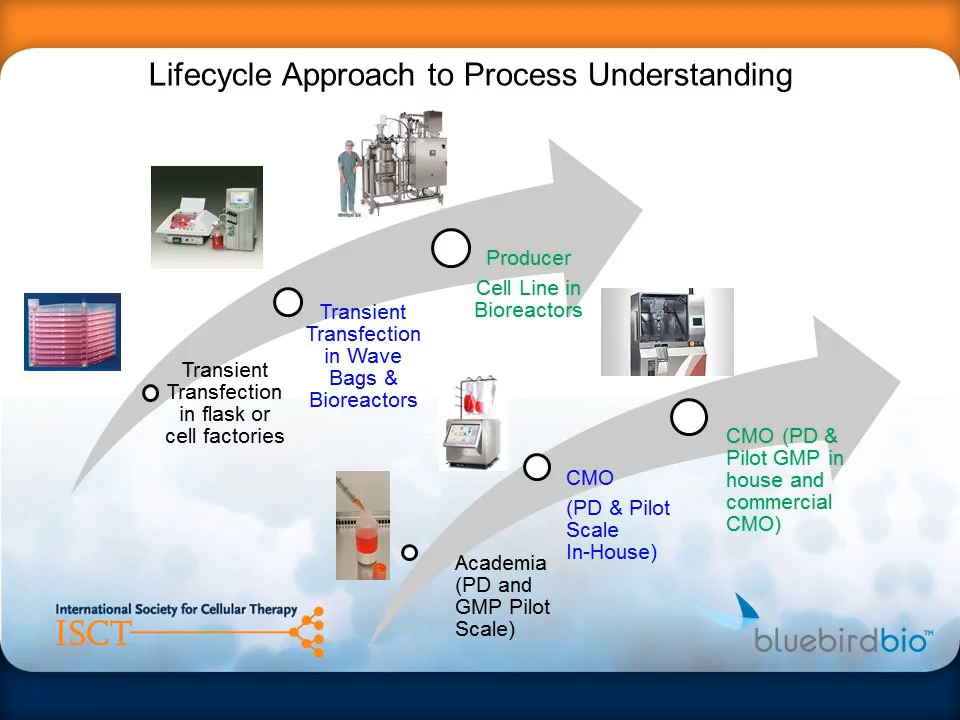 Lifecycle Approach to Process Understanding
Producer
Cell Line in
Bioreactors
Transient
Transfection
in Wave
Bags &
Bioreactors
Transient
Transfection
in flask or
cell factories
CMO (PD &
Pilot GMP in
house and
commercial
CMO)
CMO
(PD & Pilot
Scale
In-House)
Academia
(PD and
GMP Pilot
Scale)
International Society for Cellular Therapy
ISCT
bluebirdbio™